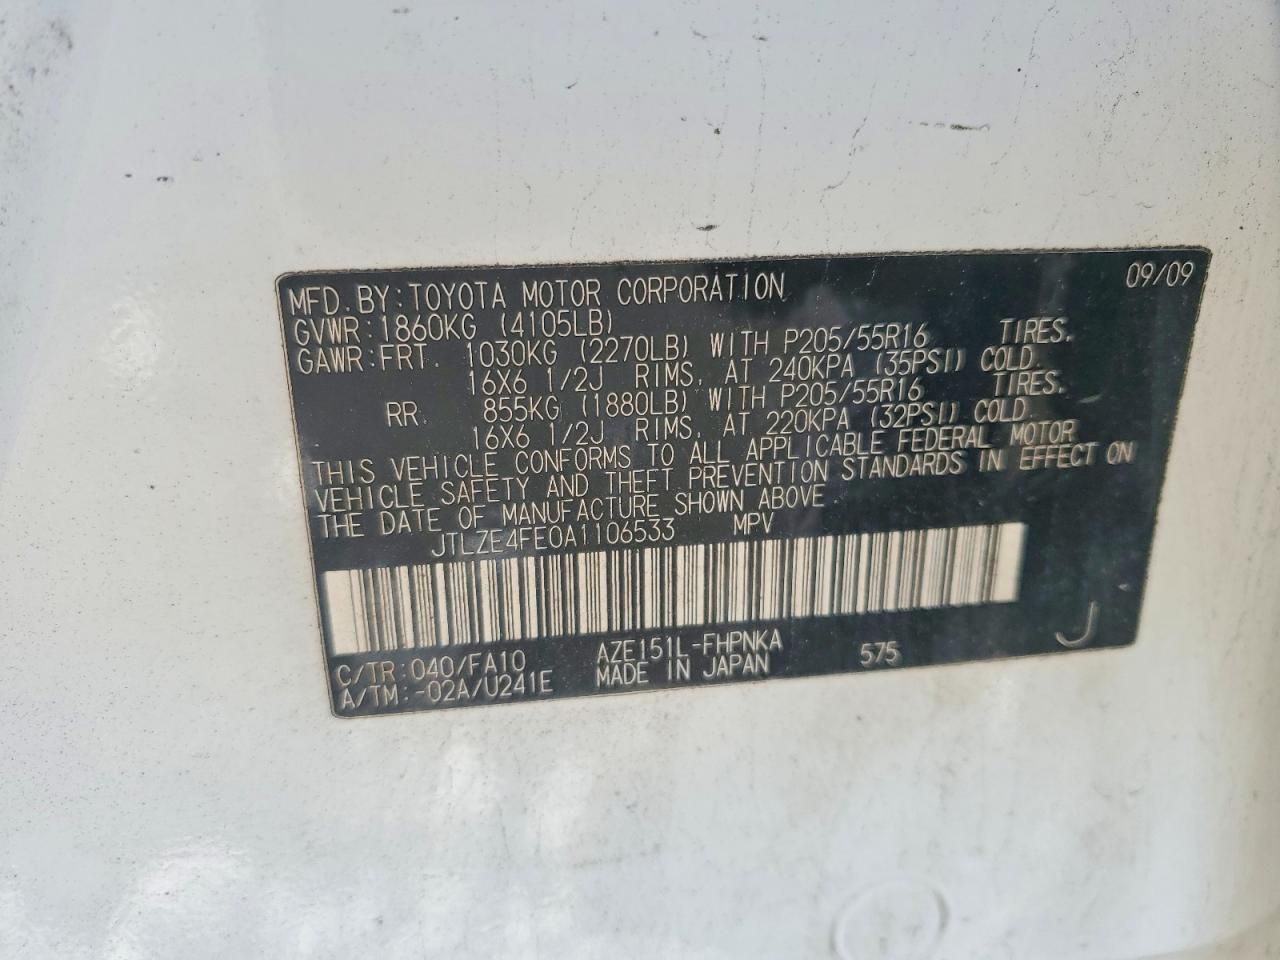 MFD. BY: TOYOTA MOTOR CORPORATION 09/09
GVWR: 1860KG (4105LB)
GAWR: FRT. 1030KG (2270LB) WITH P205/55R16 TIRES,
16X6 1/2J RIMS, AT 240KPA (35PSI) COLD.
RR. 855KG (1880LB) WITH P205/55R16 TIRES,
16X6 1/2J RIMS, AT 220KPA (32PSI) COLD.
THIS VEHICLE CONFORMS TO ALL APPLICABLE FEDERAL MOTOR
VEHICLE SAFETY AND THEFT PREVENTION STANDARDS IN EFFECT ON
THE DATE OF MANUFACTURE SHOWN ABOVE.
JTLZE4FE0A1106533 MPV
C/TR: 040/FA10 AZE151L-FHPNKA 575 J
A/TM: -02A/U241E MADE IN JAPAN